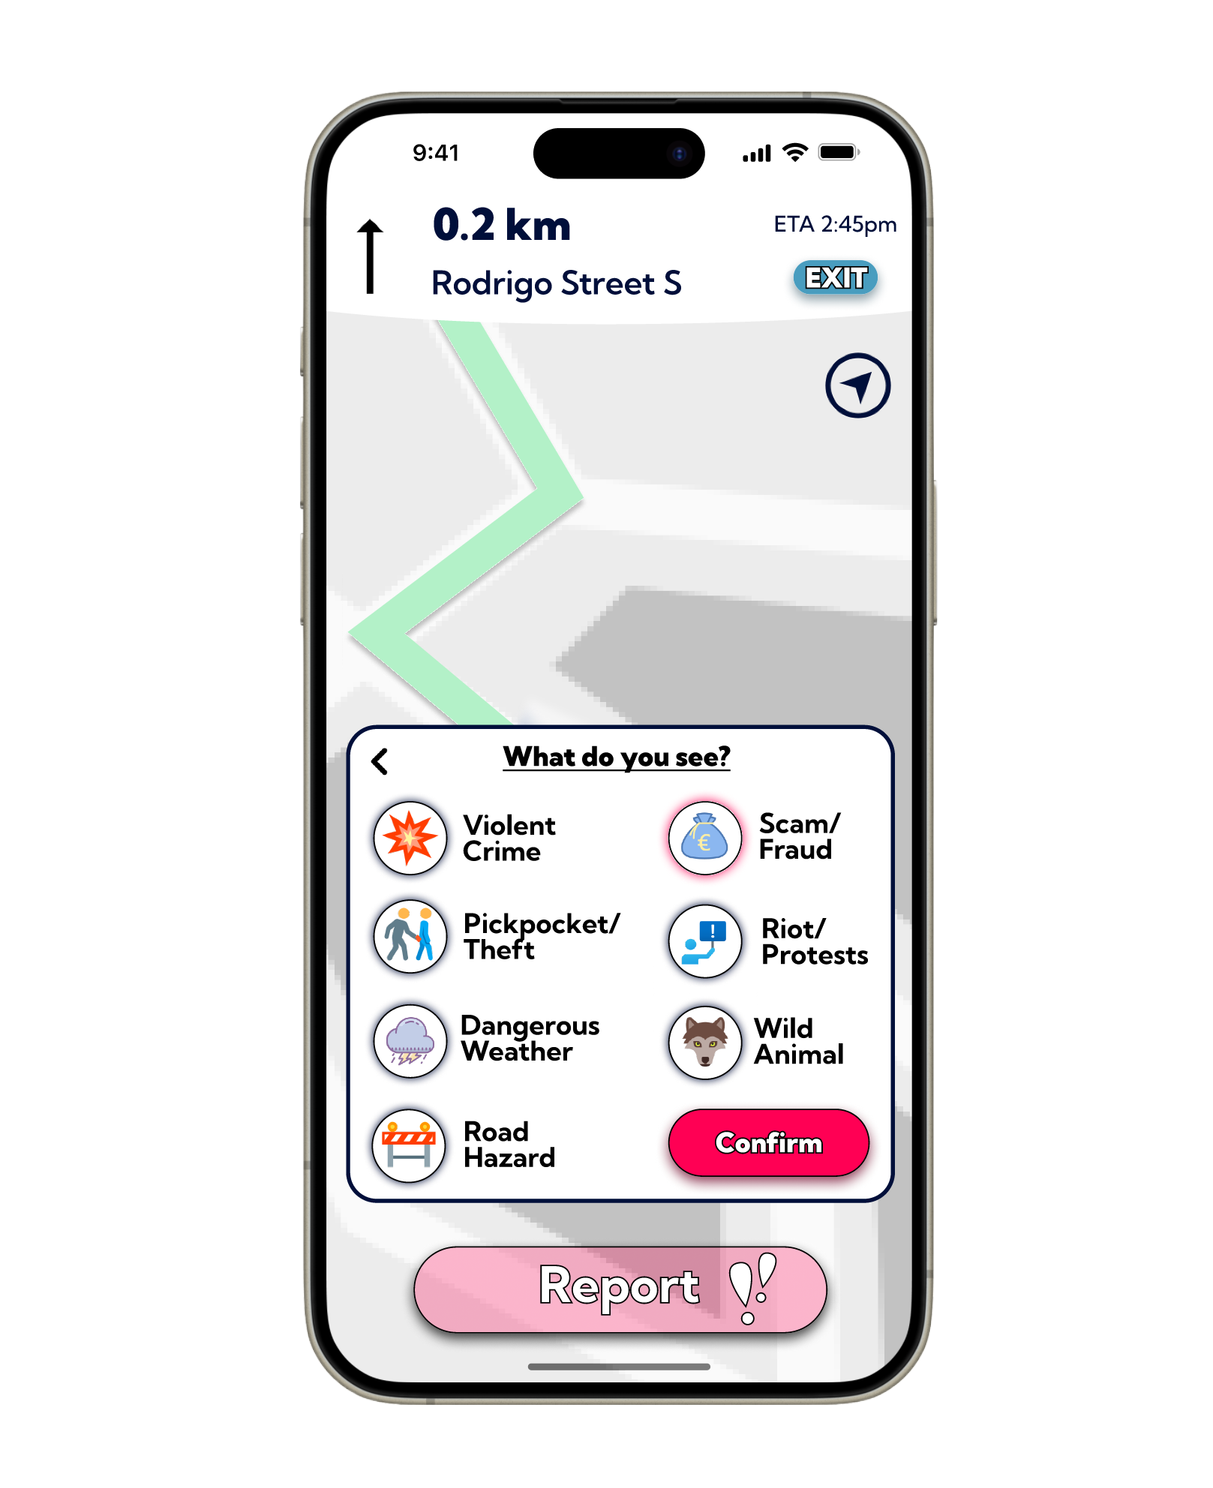 9:41
0.2 km
ETA 2:45pm
Rodrigo Street S
EXIT
What do you see?
Violent
Crime
Scam/
€
Fraud
Pickpocket/
Theft
!
Riot/
Protests
Dangerous
Weather
Wild
Animal
Road
Hazard
Confirm
Report !!